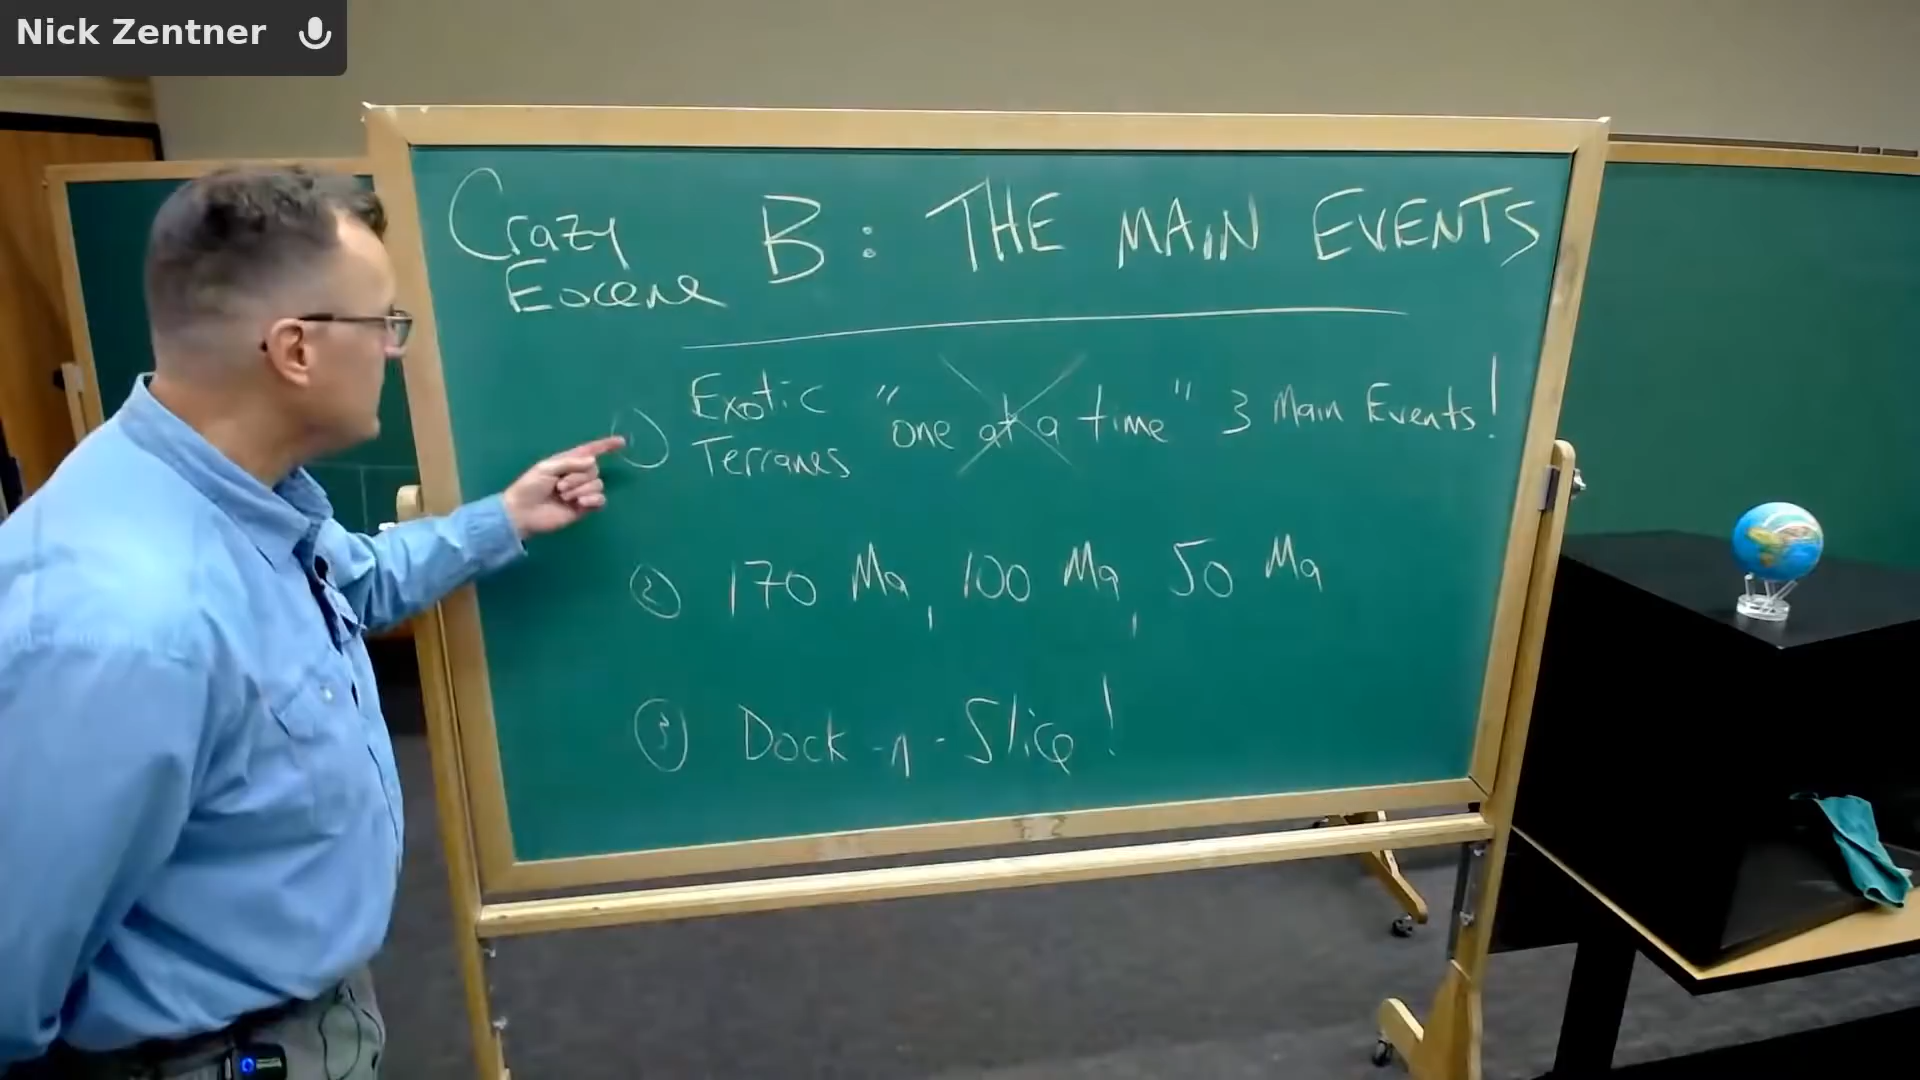 Nick Zentner
Crazy Eocene
B: THE MAIN EVENTS
① Exotic Terranes "one at a time" 3 Main Events!
② 170 Ma, 100 Ma, 50 Ma
③ Dock-n-Slice!